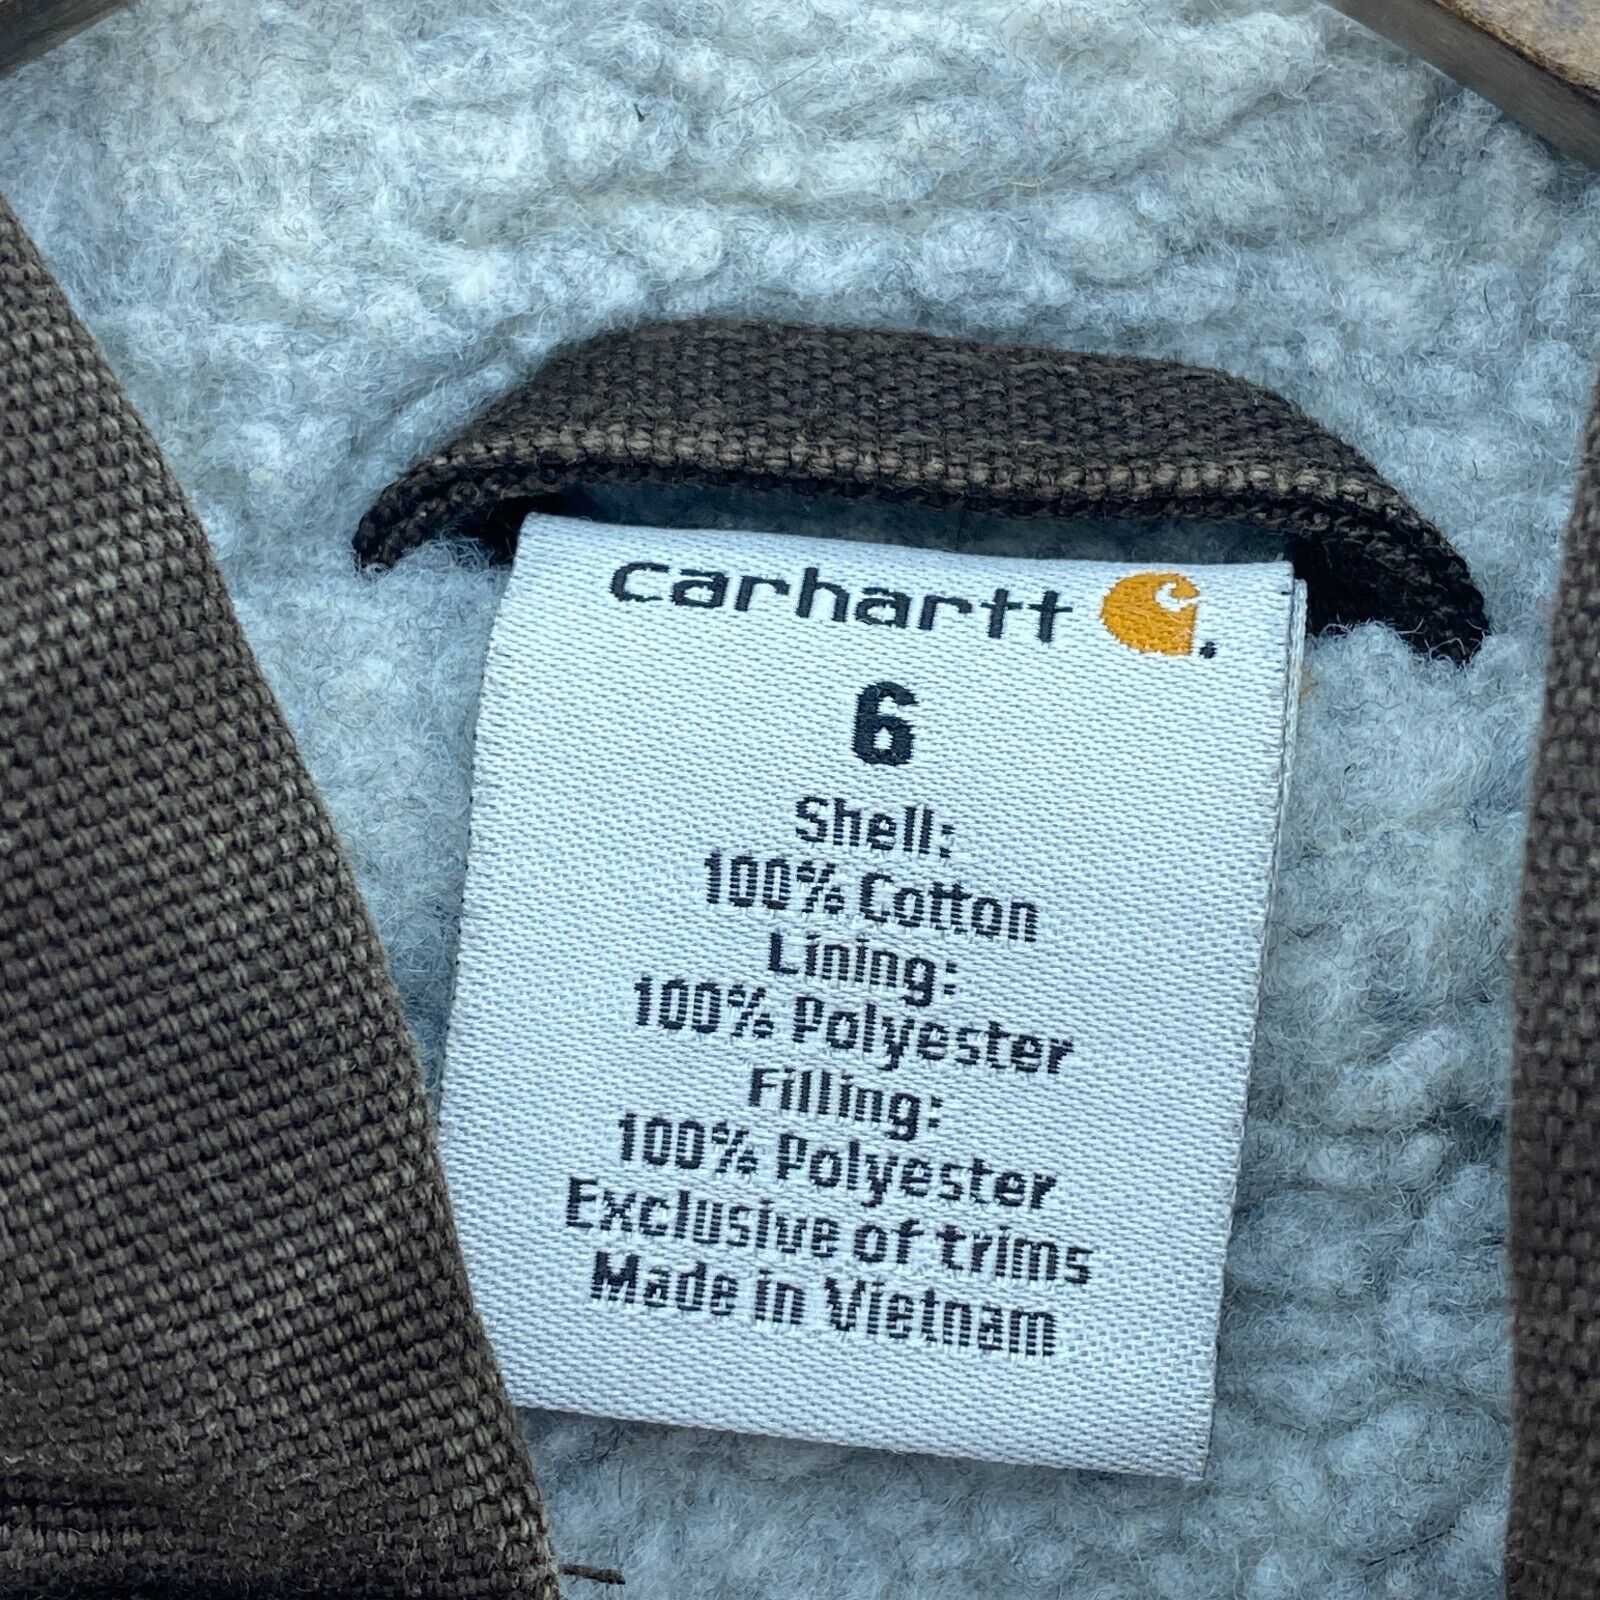 carhartt
6
Shell:
100% Cotton
Lining:
100% Polyester
Filling:
100% Polyester
Exclusive of trims
Made in Vietnam